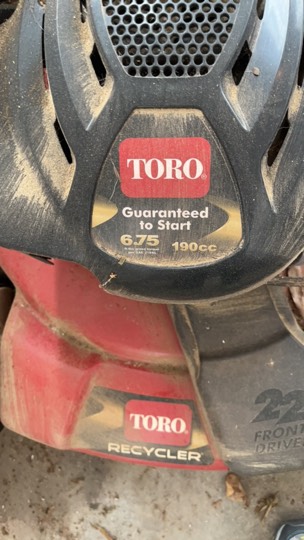 TORO
Guaranteed
to Start
6.75 190cc
TORO
RECYCLER
22
FRONT
DRIVE